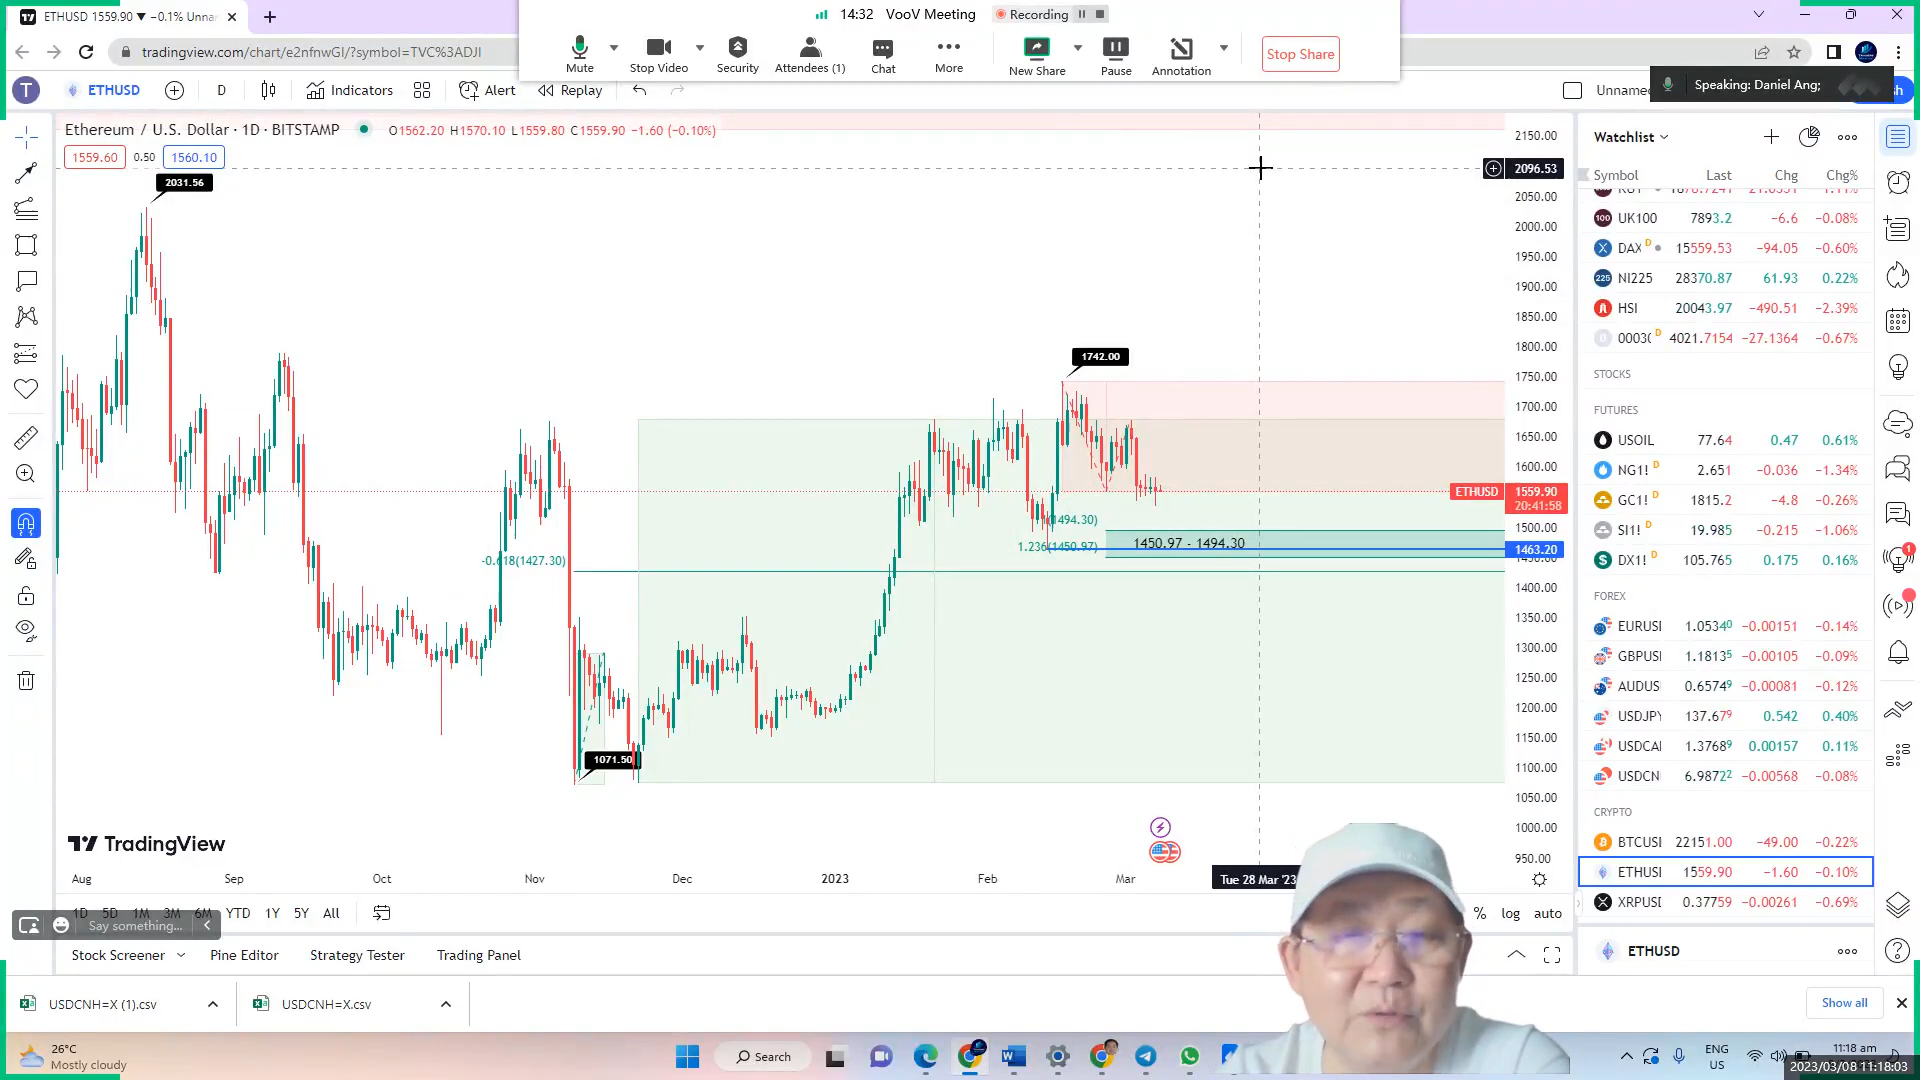 ETHUSD 1559.90 ▼ −0.1% Unna
14:32 VooV Meeting Recording
tradingview.com/chart/e2nfnwGI/?symbol=TVC%3ADJI
Mute
Stop Video
Security
Attendees (1)
Chat
More
New Share
Pause
Annotation
Stop Share
Speaking: Daniel Ang;
T
ETHUSD
D
Indicators
Alert
Replay
Ethereum / U.S. Dollar · 1D · BITSTAMP
O1562.20 H1570.10 L1559.80 C1559.90 −1.60 (−0.10%)
1559.60
0.50
1560.10
2031.56
1742.00
1071.50
(1494.30)
1.236(1450.97)
1450.97 - 1494.30
-0.618(1427.30)
2150.00
2096.53
2050.00
2000.00
1950.00
1900.00
1850.00
1800.00
1750.00
1700.00
1650.00
1600.00
ETHUSD 1559.90
20:41:58
1500.00
1463.20
1400.00
1350.00
1300.00
1250.00
1200.00
1150.00
1100.00
1050.00
1000.00
950.00
TradingView
Aug Sep Oct Nov Dec 2023 Feb Mar
Tue 28 Mar '23
1D 5D 1M 3M 6M YTD 1Y 5Y All
Say something...
% log auto
Stock Screener
Pine Editor
Strategy Tester
Trading Panel
Watchlist
Symbol Last Chg Chg%
UK100 7893.2 −6.6 −0.08%
DAX D 15559.53 −94.05 −0.60%
NI225 28370.87 61.93 0.22%
HSI 20043.97 −490.51 −2.39%
D 4021.7154 −27.1364 −0.67%
STOCKS
FUTURES
USOIL 77.64 0.47 0.61%
NG1! D 2.651 −0.036 −1.34%
GC1! D 1815.2 −4.8 −0.26%
SI1! D 19.985 −0.215 −1.06%
DX1! D 105.765 0.175 0.16%
FOREX
EURUSI 1.05340 −0.00151 −0.14%
GBPUSI 1.18135 −0.00105 −0.09%
AUDUS 0.65749 −0.00081 −0.12%
USDJPY 137.679 0.542 0.40%
USDCAI 1.37689 0.00157 0.11%
USDCN 6.98722 −0.00568 −0.08%
CRYPTO
BTCUSI 22151.00 −49.00 −0.22%
ETHUSI 1559.90 −1.60 −0.10%
XRPUSI 0.37759 −0.00261 −0.69%
ETHUSD
USDCNH=X (1).csv
USDCNH=X.csv
Show all
26°C
Mostly cloudy
Search
ENG
US
11:18 am
2023/03/08 11:18:03